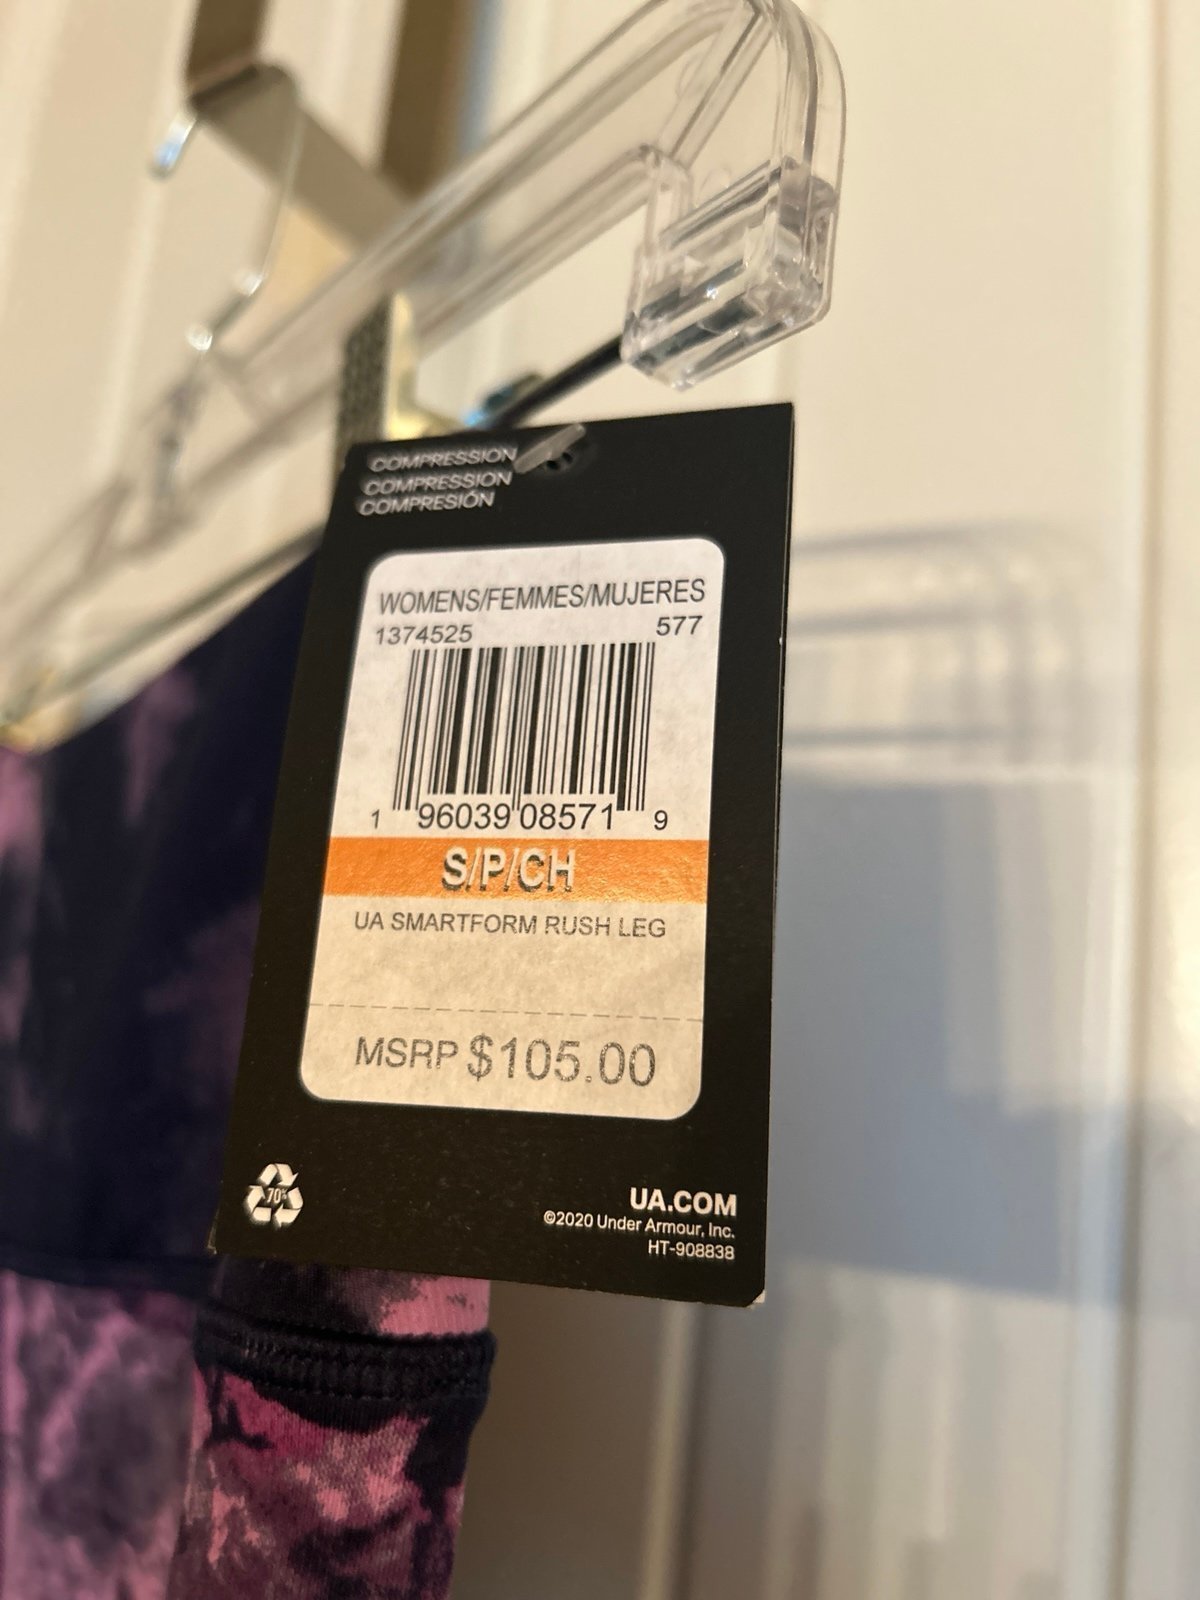 COMPRESSION
COMPRESSION
COMPRESIÓN
WOMENS/FEMMES/MUJERES
1374525 577
1 96039 08571 9
S/P/CH
UA SMARTFORM RUSH LEG
MSRP $105.00
70%
UA.COM
©2020 Under Armour, Inc.
HT-908838